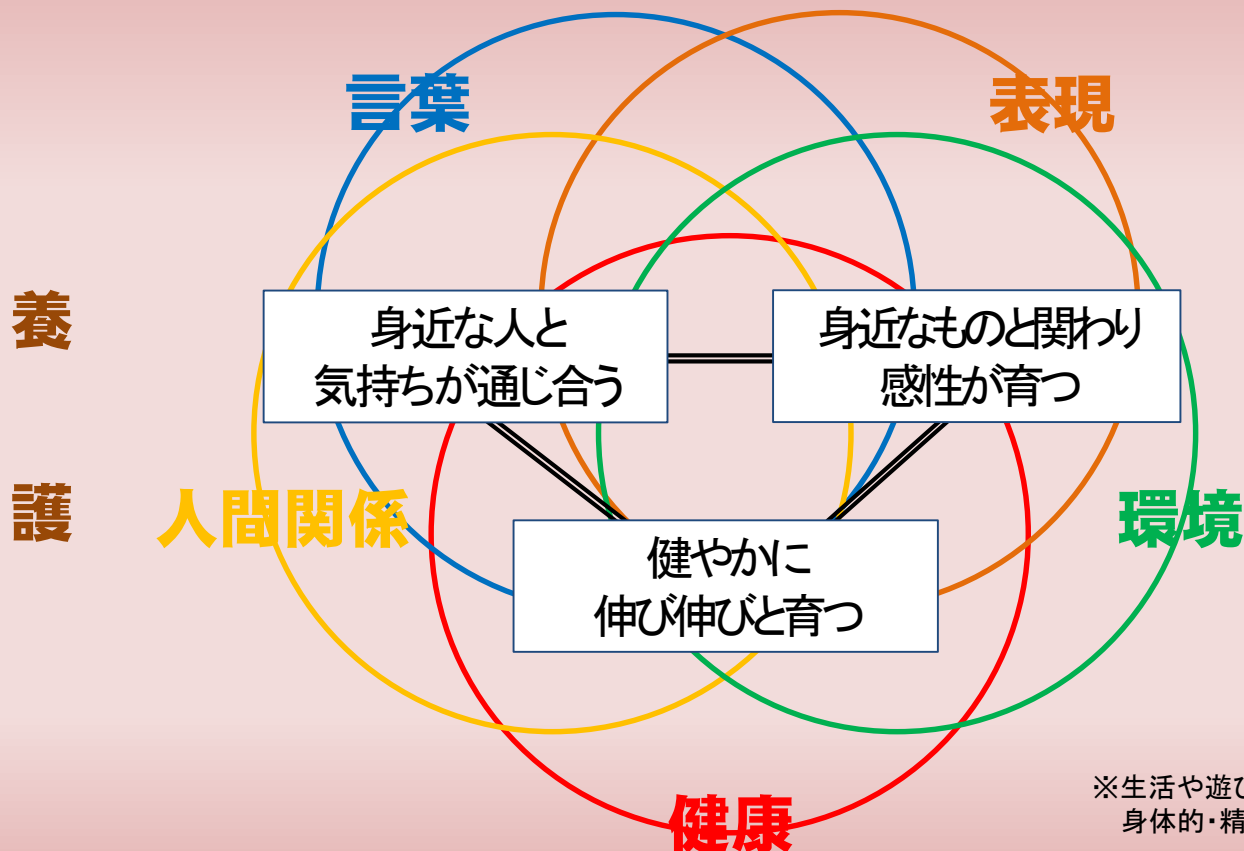 言葉
表現
養
護
身近な人と
気持ちが通じ合う
身近なものと関わり
感性が育つ
人間関係
環境
健やかに
伸び伸びと育つ
健康
※生活や遊び
身体的・精